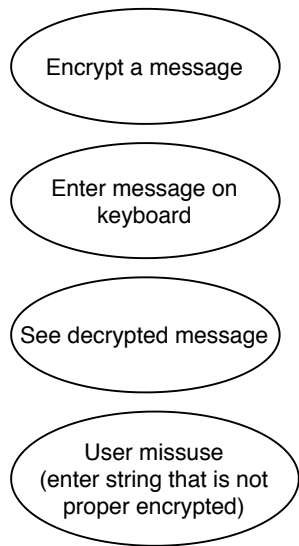 Encrypt a message
Enter message on
keyboard
See decrypted message
User missuse
(enter string that is not
proper encrypted)